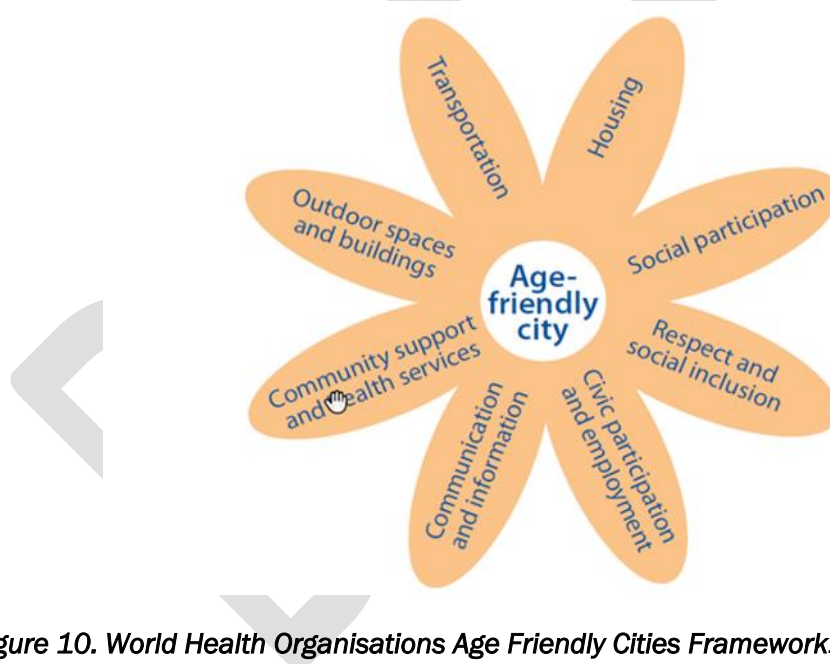 Transportation
Housing
Outdoor spaces
and buildings
Social participation
Age-
friendly
city
Community support
and health services
Respect and
social inclusion
Communication
and information
Civic participation
and employment
gure 10. World Health Organisations Age Friendly Cities Framework.